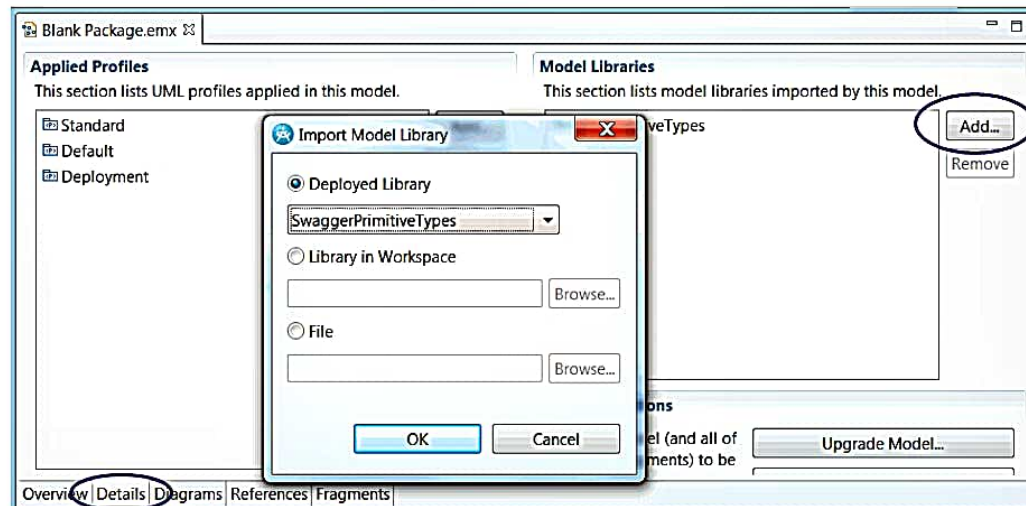 Blank Package.emx
Applied Profiles
This section lists UML profiles applied in this model.
Standard
Default
Deployment
Model Libraries
This section lists model libraries imported by this model.
veTypes
Add...
Remove
Import Model Library
X
Deployed Library
SwaggerPrimitiveTypes
Library in Workspace
Browse...
File
Browse...
OK
Cancel
ons
el (and all of
ments) to be
Upgrade Model...
Overview Details Diagrams References Fragments